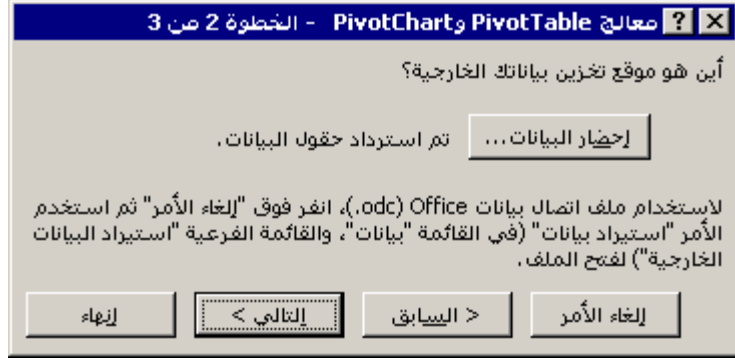 معالج PivotTable وPivotChart - الخطوة 2 من 3
أين هو موقع تخزين بياناتك الخارجية؟
إحضار البيانات...
تم استرداد حقول البيانات.
لاستخدام ملف اتصال بيانات Office (.odc)، انقر فوق "إلغاء الأمر" ثم استخدم
الأمر "استيراد بيانات" (في القائمة "بيانات"، والقائمة الفرعية "استيراد البيانات
الخارجية") لفتح الملف.
إلغاء الأمر
< السابق
التالي >
إنهاء